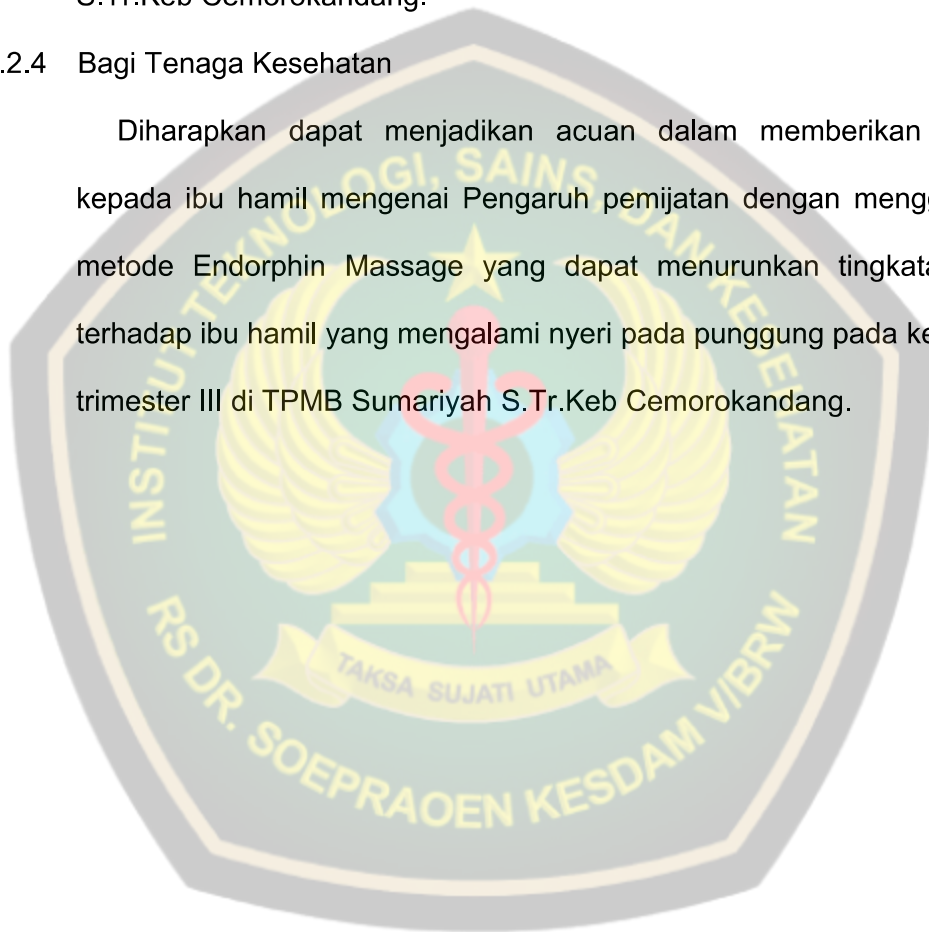 S.Tr.Keb Cemorokandang.
.2.4 Bagi Tenaga Kesehatan
Diharapkan dapat menjadikan acuan dalam memberikan
kepada ibu hamil mengenai Pengaruh pemijatan dengan
metode Endorphin Massage yang dapat menurunkan
terhadap ibu hamil yang mengalami nyeri pada punggung pada
trimester III di TPMB Sumariyah S.Tr.Keb Cemorokandang.
INSTITUT TEKNOLOGI, SAINS, DAN KESEHATAN
TAKSA SUJATI UTAMA
RS DR. SOEPRAOEN KESDAM V/BRW